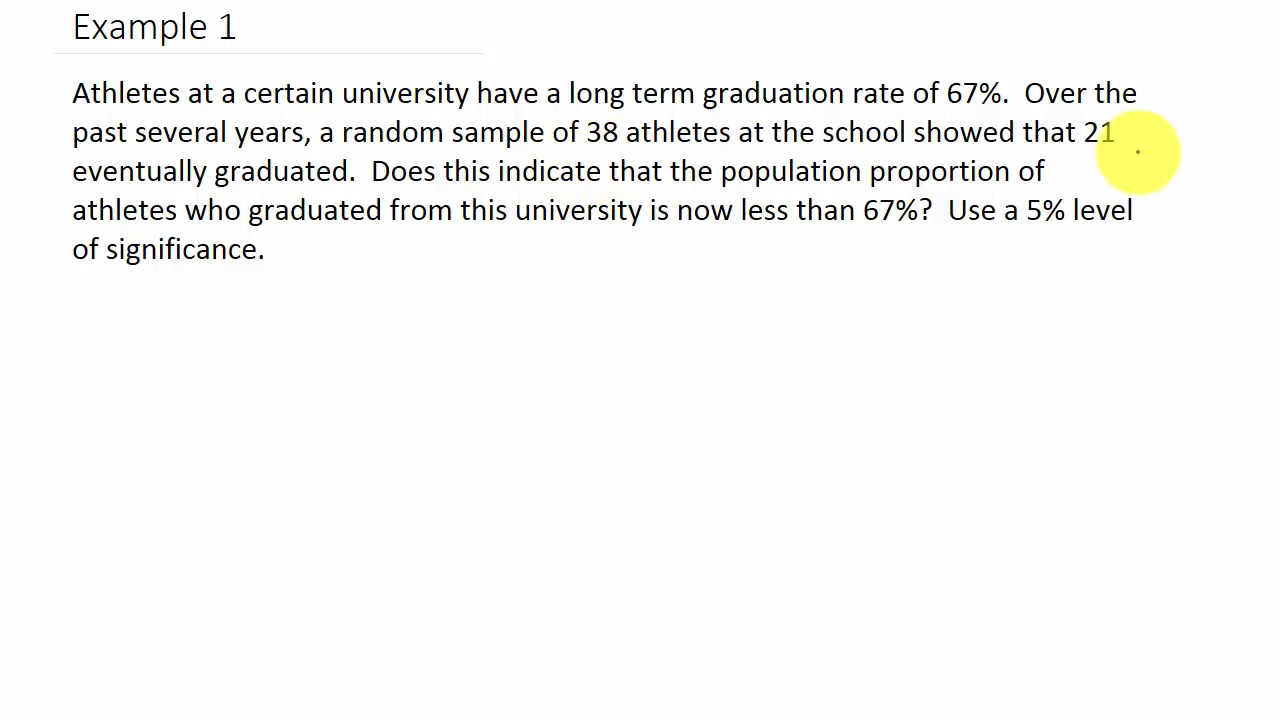 Example 1
Athletes at a certain university have a long term graduation rate of 67%.  Over the
past several years, a random sample of 38 athletes at the school showed that 21
eventually graduated.  Does this indicate that the population proportion of
athletes who graduated from this university is now less than 67%?  Use a 5% level
of significance.